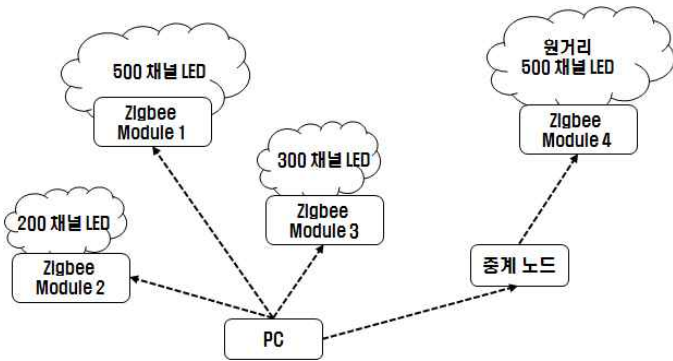 500 채널 LED
Zigbee
Module 1
원거리
500 채널 LED
Zigbee
Module 4
300 채널 LED
Zigbee
Module 3
200 채널 LED
Zigbee
Module 2
중계 노드
PC